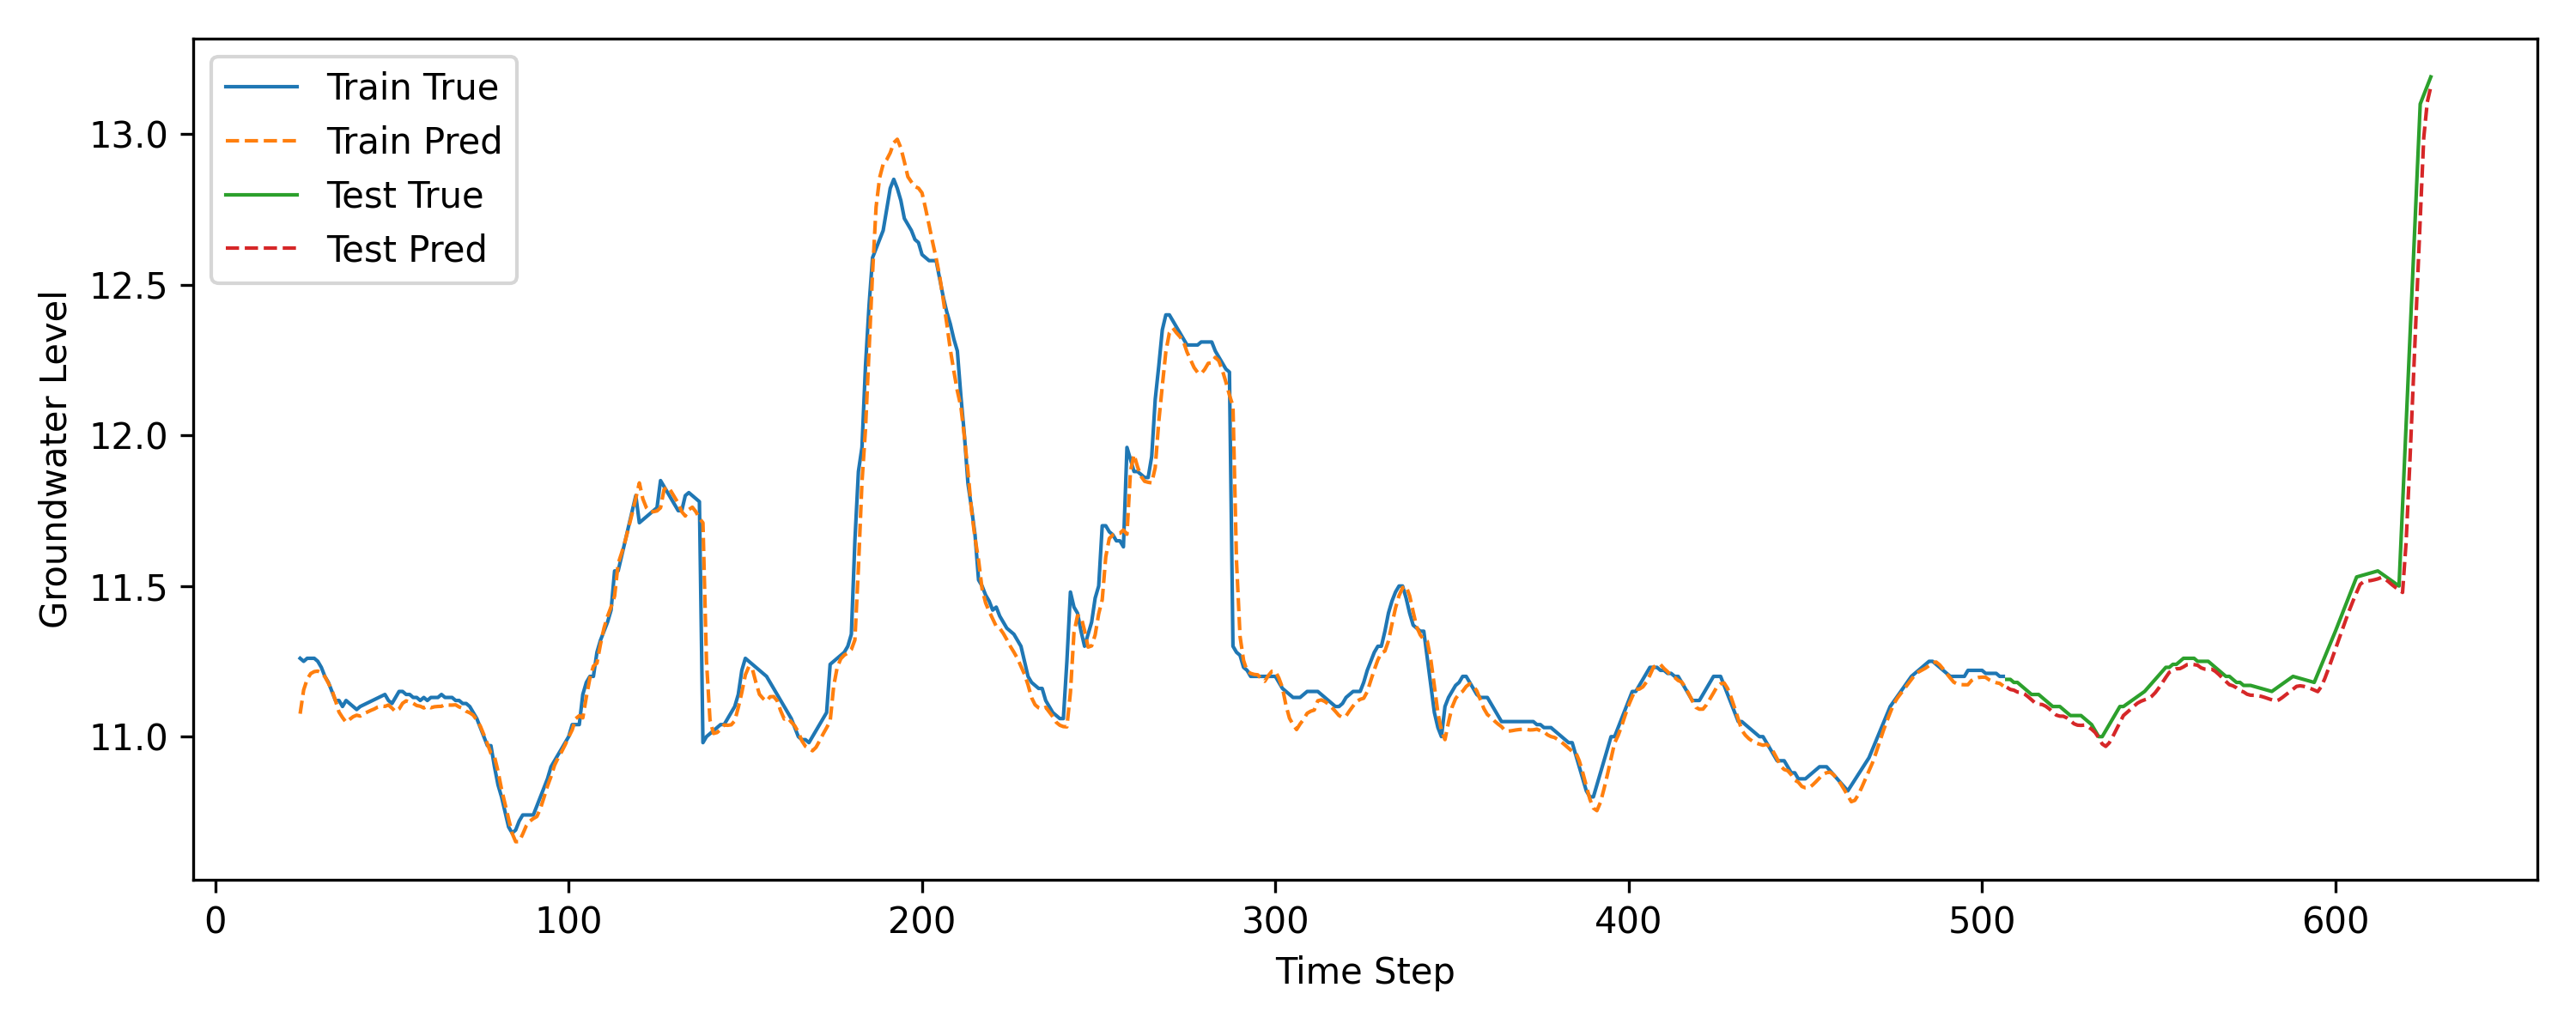 Train True
Train Pred
Test True
Test Pred
13.0
12.5
12.0
11.5
11.0
Groundwater Level
0 100 200 300 400 500 600
Time Step